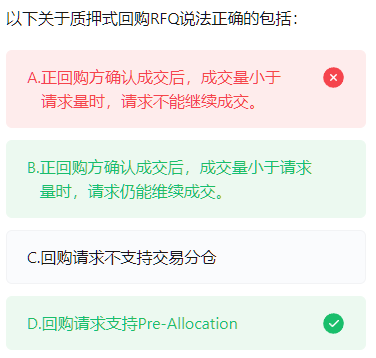 以下关于质押式回购RFQ说法正确的包括：
A.正回购方确认成交后，成交量小于
请求量时，请求不能继续成交。
B.正回购方确认成交后，成交量小于请求
量时，请求仍能继续成交。
C.回购请求不支持交易分仓
D.回购请求支持Pre-Allocation